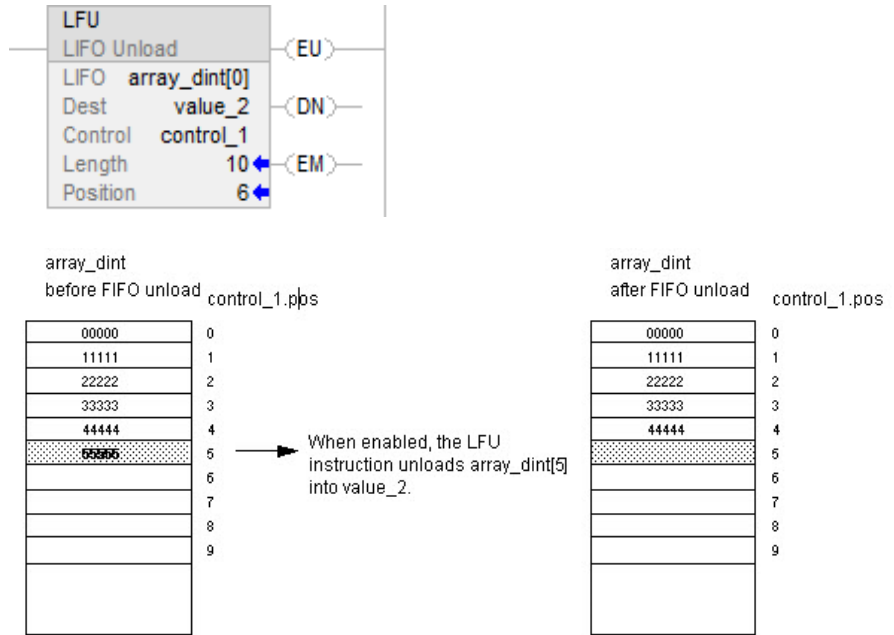 LFU
LIFO Unload
LIFO array_dint[0]
Dest value_2
Control control_1
Length 10
Position 6
EU
DN
EM
array_dint
before FIFO unload
control_1.pos
00000 0
11111 1
22222 2
33333 3
44444 4
55555 5
6
7
8
9
When enabled, the LFU
instruction unloads array_dint[5]
into value_2.
array_dint
after FIFO unload
control_1.pos
00000 0
11111 1
22222 2
33333 3
44444 4
5
6
7
8
9